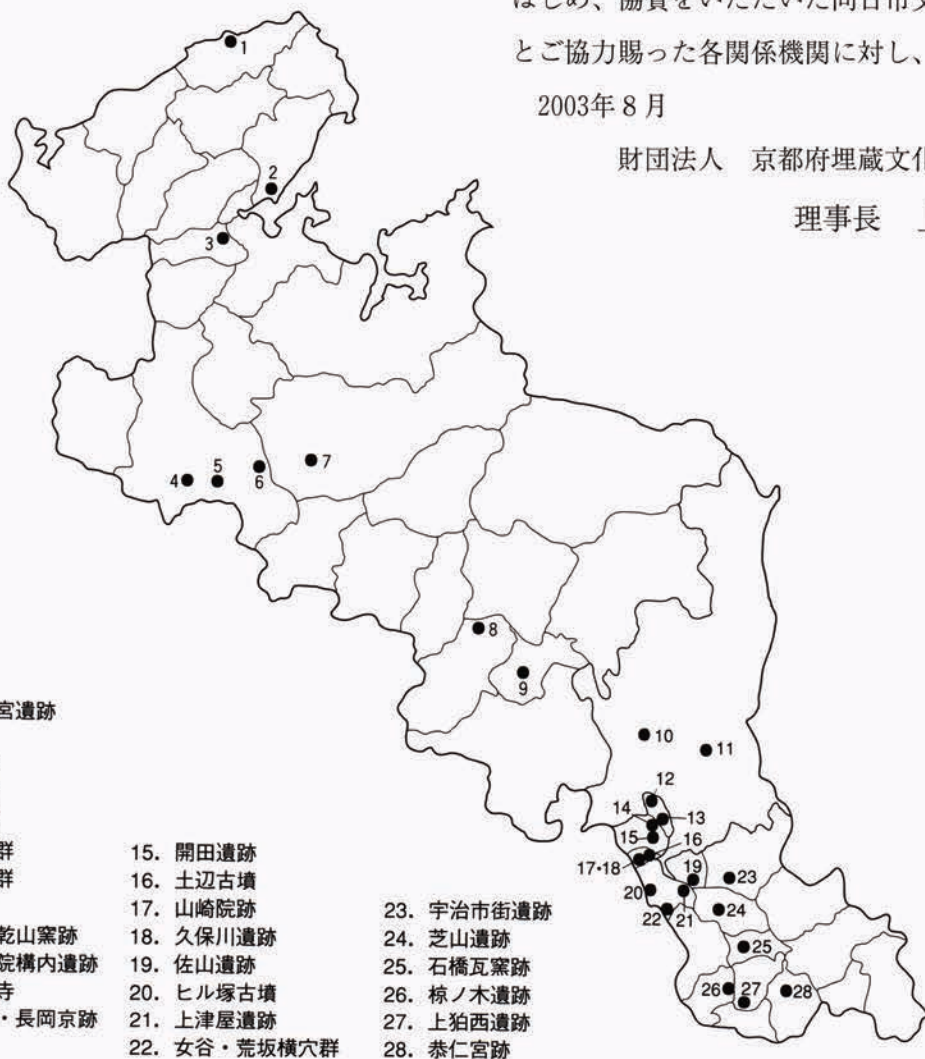 はじめ、協賛をいただいた向日市文
とご協力賜った各関係機関に対し、
2003年8月
財団法人 京都府埋蔵文化
理事長
1
2
3
4
5
6
7
8
9
10
11
12
13
14
15
16
17・18
19
20
21
22
23
24
25
26
27
28
宮遺跡
群
群
乾山窯跡
院構内遺跡
寺
・長岡京跡
15. 開田遺跡
16. 土辺古墳
17. 山崎院跡
18. 久保川遺跡
19. 佐山遺跡
20. ヒル塚古墳
21. 上津屋遺跡
22. 女谷・荒坂横穴群
23. 宇治市街遺跡
24. 芝山遺跡
25. 石橋瓦窯跡
26. 椋ノ木遺跡
27. 上狛西遺跡
28. 恭仁宮跡